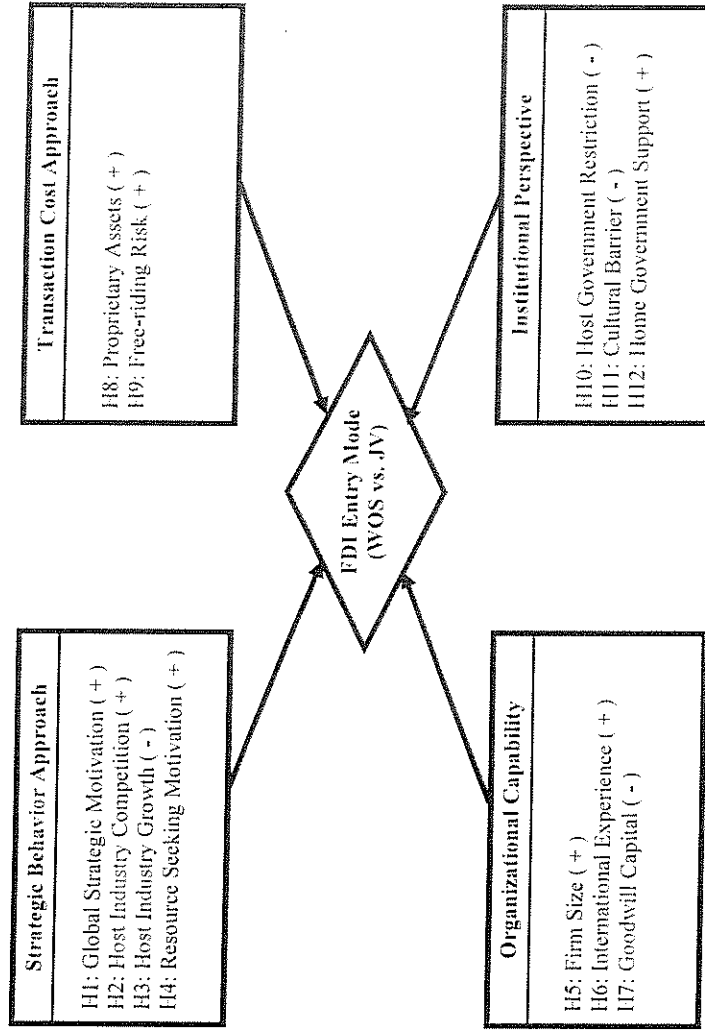 Strategic Behavior Approach
H1: Global Strategic Motivation ( + )
H2: Host Industry Competition ( + )
H3: Host Industry Growth ( - )
H4: Resource Seeking Motivation ( + )
Transaction Cost Approach
H8: Proprietary Assets ( + )
H9: Free-riding Risk ( + )
FDI Entry Mode
(WOS vs. JV)
Organizational Capability
H5: Firm Size ( + )
H6: International Experience ( + )
H7: Goodwill Capital ( - )
Institutional Perspective
H10: Host Government Restriction ( - )
H11: Cultural Barrier ( - )
H12: Home Government Support ( + )